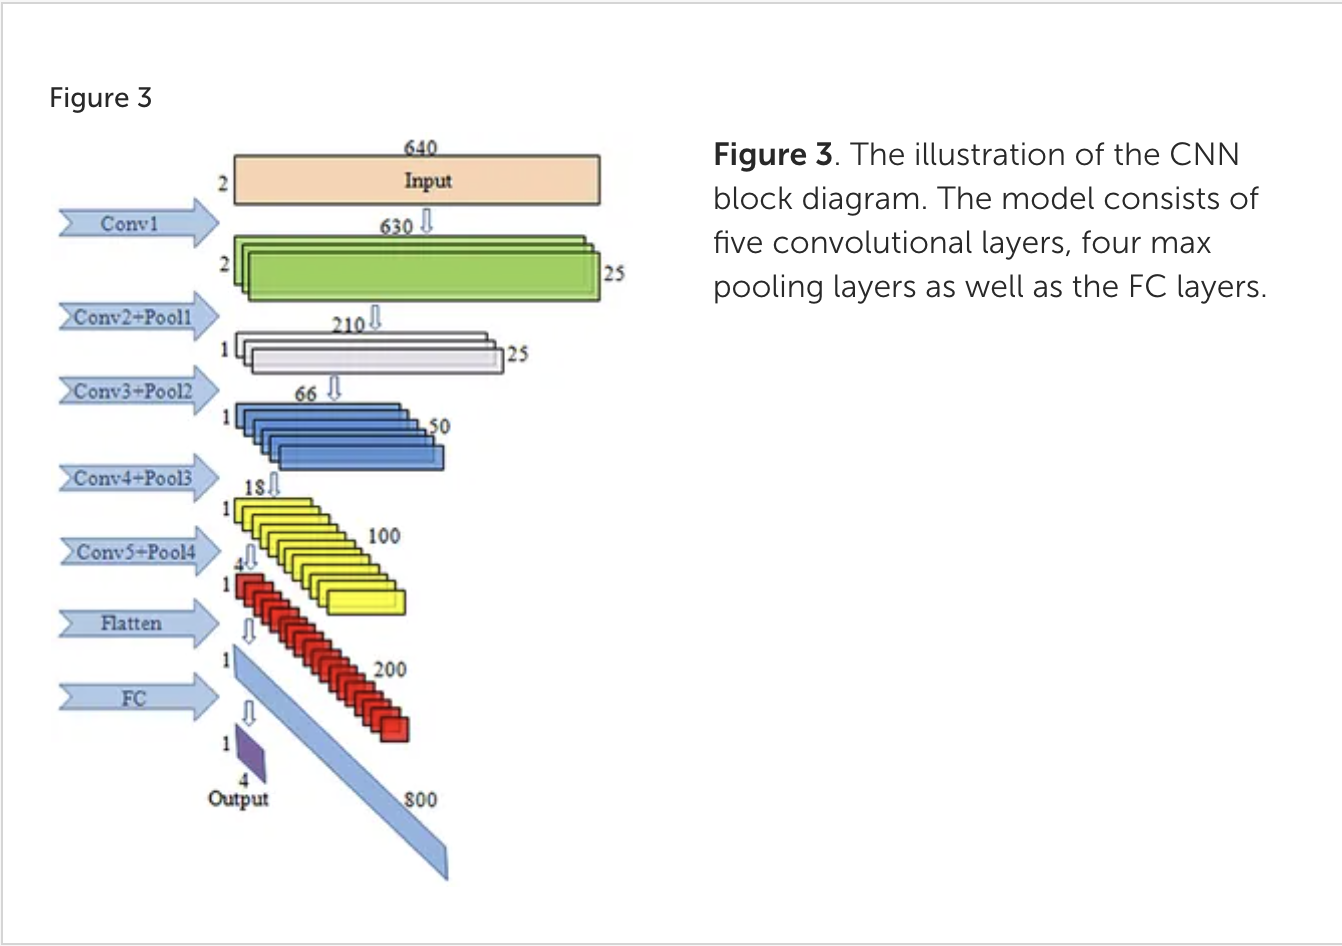 Figure 3
640
2
Input
Conv1
630
2
25
Conv2+Pool1
210
1
25
Conv3+Pool2
66
1
50
Conv4+Pool3
18
1
100
Conv5+Pool4
4
1
Flatten
200
1
FC
1
4
Output
800
Figure 3. The illustration of the CNN
block diagram. The model consists of
five convolutional layers, four max
pooling layers as well as the FC layers.